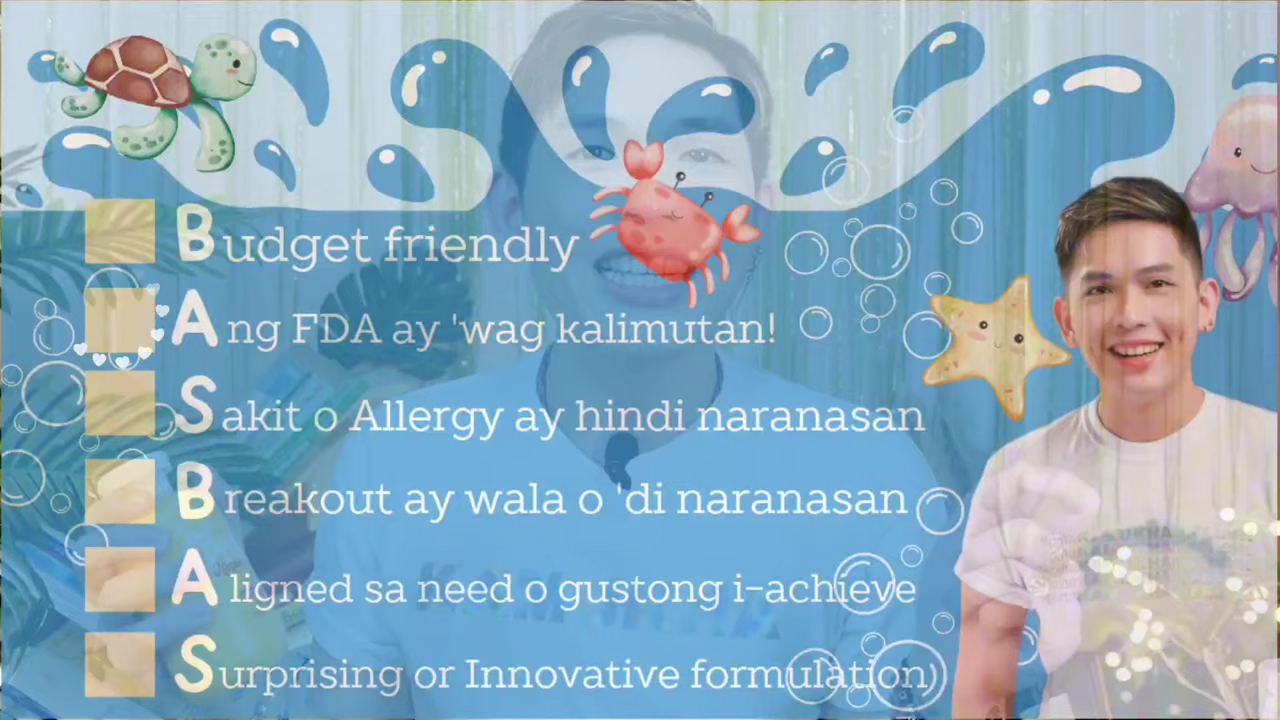 Budget friendly
Ang FDA ay 'wag kalimutan!
Sakit o Allergy ay hindi naranasan
Breakout ay wala o 'di naranasan
Aligned sa need o gustong i-achieve
Surprising or Innovative formulation